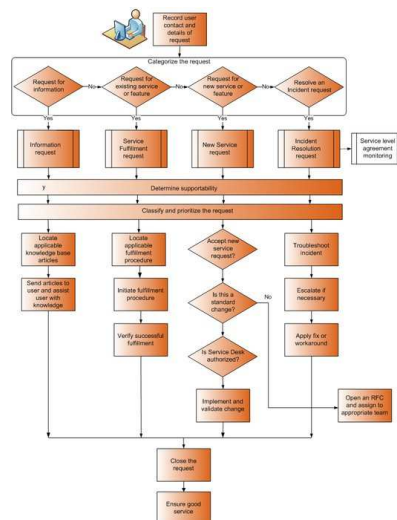 Record user
contact and
details of
request
Categorize the request
Request for
information
No
Request for
existing service
or feature
No
Request for
new service or
feature
No
Resolve an
Incident request
Yes
Yes
Yes
Yes
Information
request
Service
Fulfillment
request
New Service
request
Incident
Resolution
request
Service level
agreement
monitoring
y
Determine supportability
Classify and prioritize the request
Locate
applicable
knowledge base
articles
Locate
applicable
fulfillment
procedure
Accept new
service
request?
Troubleshoot
incident
Send articles to
user and assist
user with
knowledge
Initiate fulfillment
procedure
Is this a
standard
change?
No
Escalate if
necessary
Verify successful
fulfillment
Apply fix or
workaround
Is Service Desk
authorized?
Implement and
validate change
Open an RFC
and assign to
appropriate team
Close the
request
Ensure good
service